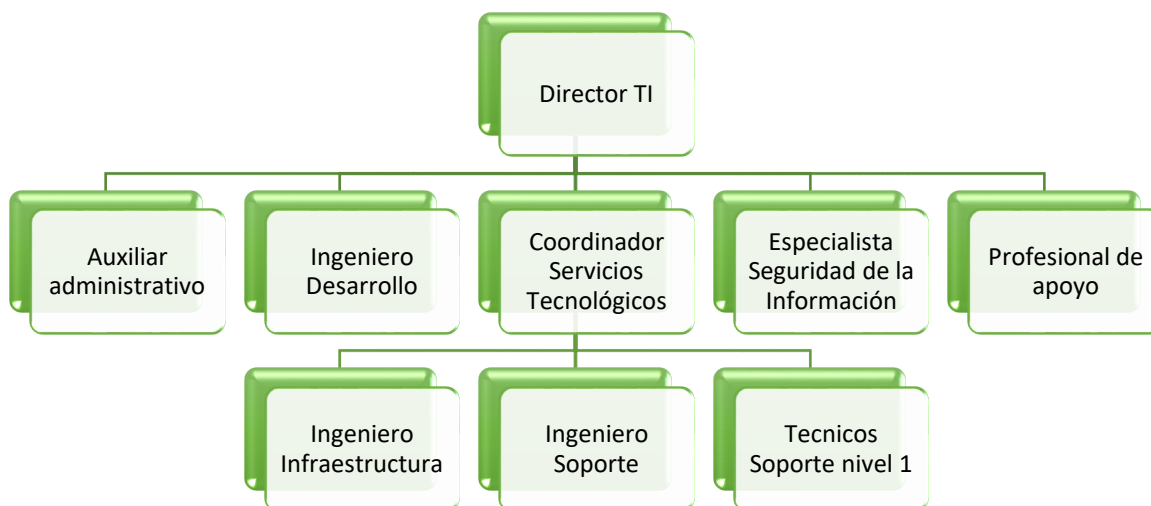 Director TI
Auxiliar
administrativo
Ingeniero
Desarrollo
Coordinador
Servicios
Tecnológicos
Especialista
Seguridad de la
Información
Profesional de
apoyo
Ingeniero
Infraestructura
Ingeniero
Soporte
Tecnicos
Soporte nivel 1